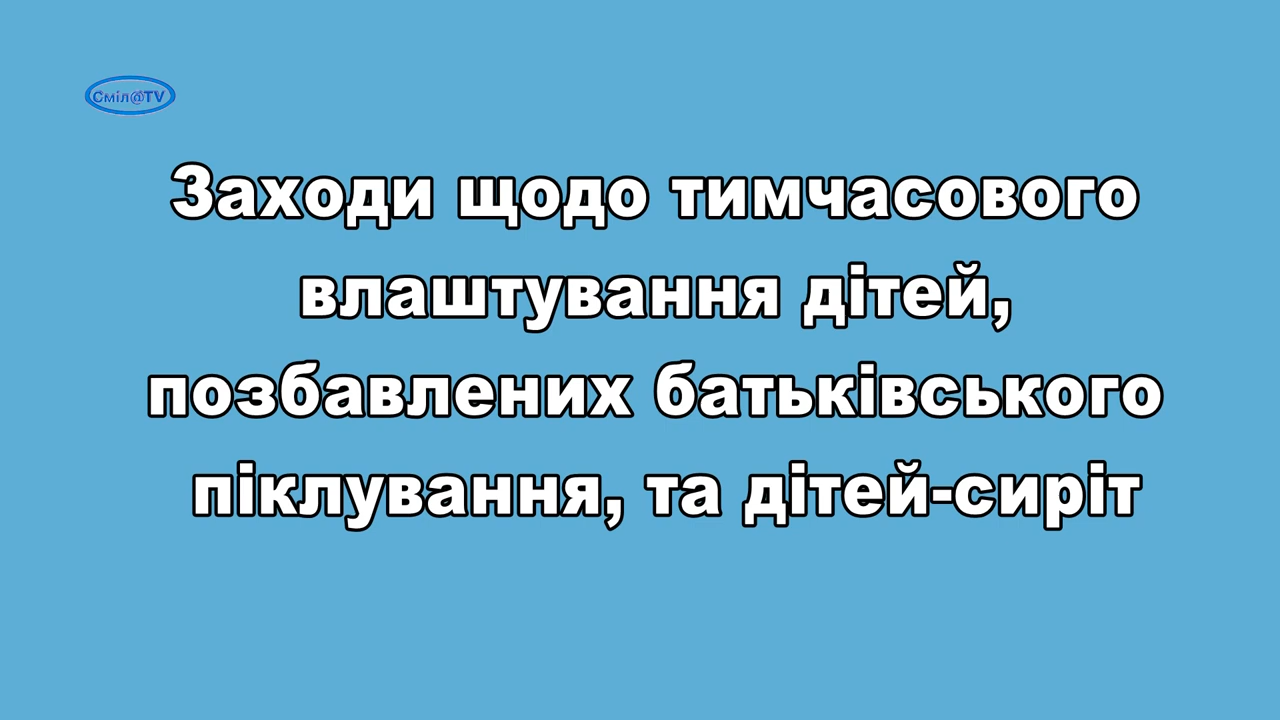 Сміл@TV
Заходи щодо тимчасового
влаштування дітей,
позбавлених батьківського
піклування, та дітей-сиріт